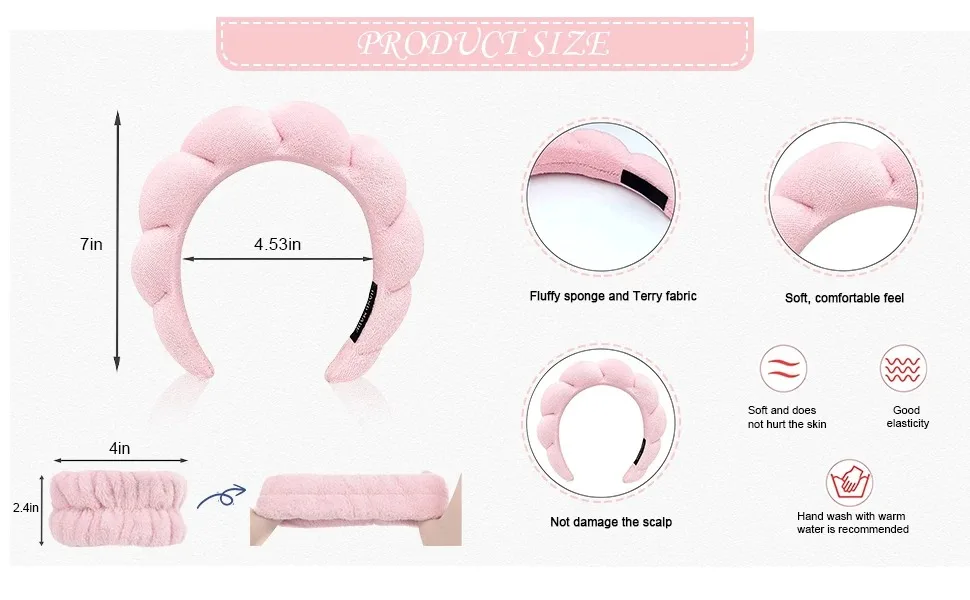 PRODUCT SIZE
7in
4.53in
Fluffy sponge and Terry fabric
Soft, comfortable feel
Soft and does
not hurt the skin
Good
elasticity
4in
2.4in
Not damage the scalp
Hand wash with warm
water is recommended